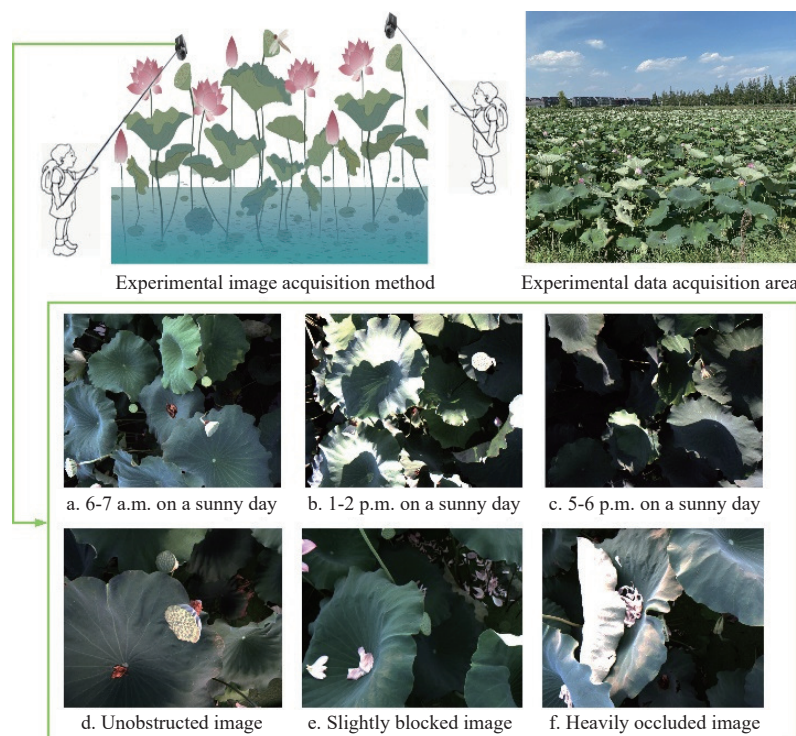 Experimental image acquisition method
Experimental data acquisition area
a. 6-7 a.m. on a sunny day
b. 1-2 p.m. on a sunny day
c. 5-6 p.m. on a sunny day
d. Unobstructed image
e. Slightly blocked image
f. Heavily occluded image